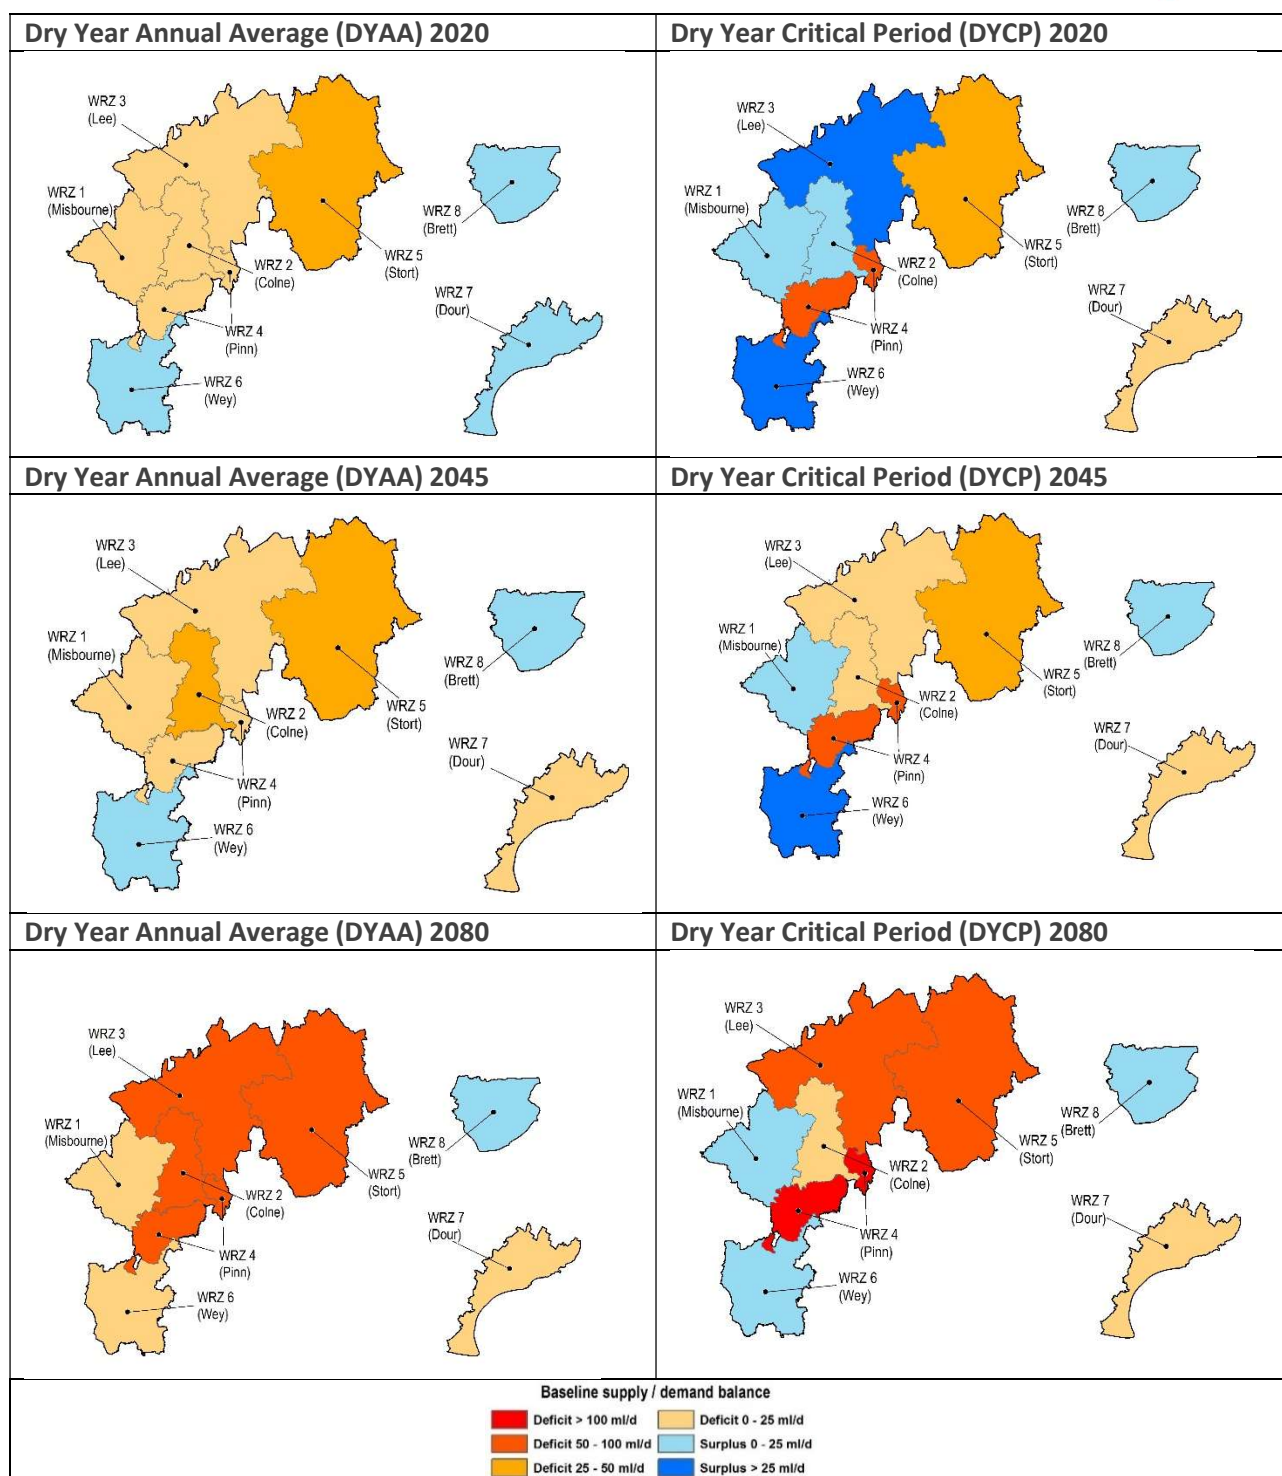 Dry Year Annual Average (DYAA) 2020
WRZ 3
(Lee)
WRZ 1
(Misbourne)
WRZ 8
(Brett)
WRZ 5
(Stort)
WRZ 2
(Colne)
WRZ 7
(Dour)
WRZ 4
(Pinn)
WRZ 6
(Wey)
Dry Year Critical Period (DYCP) 2020
WRZ 3
(Lee)
WRZ 1
(Misbourne)
WRZ 8
(Brett)
WRZ 5
(Stort)
WRZ 2
(Colne)
WRZ 7
(Dour)
WRZ 4
(Pinn)
WRZ 6
(Wey)
Dry Year Annual Average (DYAA) 2045
WRZ 3
(Lee)
WRZ 1
(Misbourne)
WRZ 8
(Brett)
WRZ 5
(Stort)
WRZ 2
(Colne)
WRZ 7
(Dour)
WRZ 4
(Pinn)
WRZ 6
(Wey)
Dry Year Critical Period (DYCP) 2045
WRZ 3
(Lee)
WRZ 1
(Misbourne)
WRZ 8
(Brett)
WRZ 5
(Stort)
WRZ 2
(Colne)
WRZ 7
(Dour)
WRZ 4
(Pinn)
WRZ 6
(Wey)
Dry Year Annual Average (DYAA) 2080
WRZ 3
(Lee)
WRZ 1
(Misbourne)
WRZ 8
(Brett)
WRZ 5
(Stort)
WRZ 2
(Colne)
WRZ 7
(Dour)
WRZ 4
(Pinn)
WRZ 6
(Wey)
Dry Year Critical Period (DYCP) 2080
WRZ 3
(Lee)
WRZ 1
(Misbourne)
WRZ 8
(Brett)
WRZ 5
(Stort)
WRZ 2
(Colne)
WRZ 7
(Dour)
WRZ 4
(Pinn)
WRZ 6
(Wey)
Baseline supply / demand balance
Deficit > 100 ml/d
Deficit 0 - 25 ml/d
Deficit 50 - 100 ml/d
Surplus 0 - 25 ml/d
Deficit 25 - 50 ml/d
Surplus > 25 ml/d